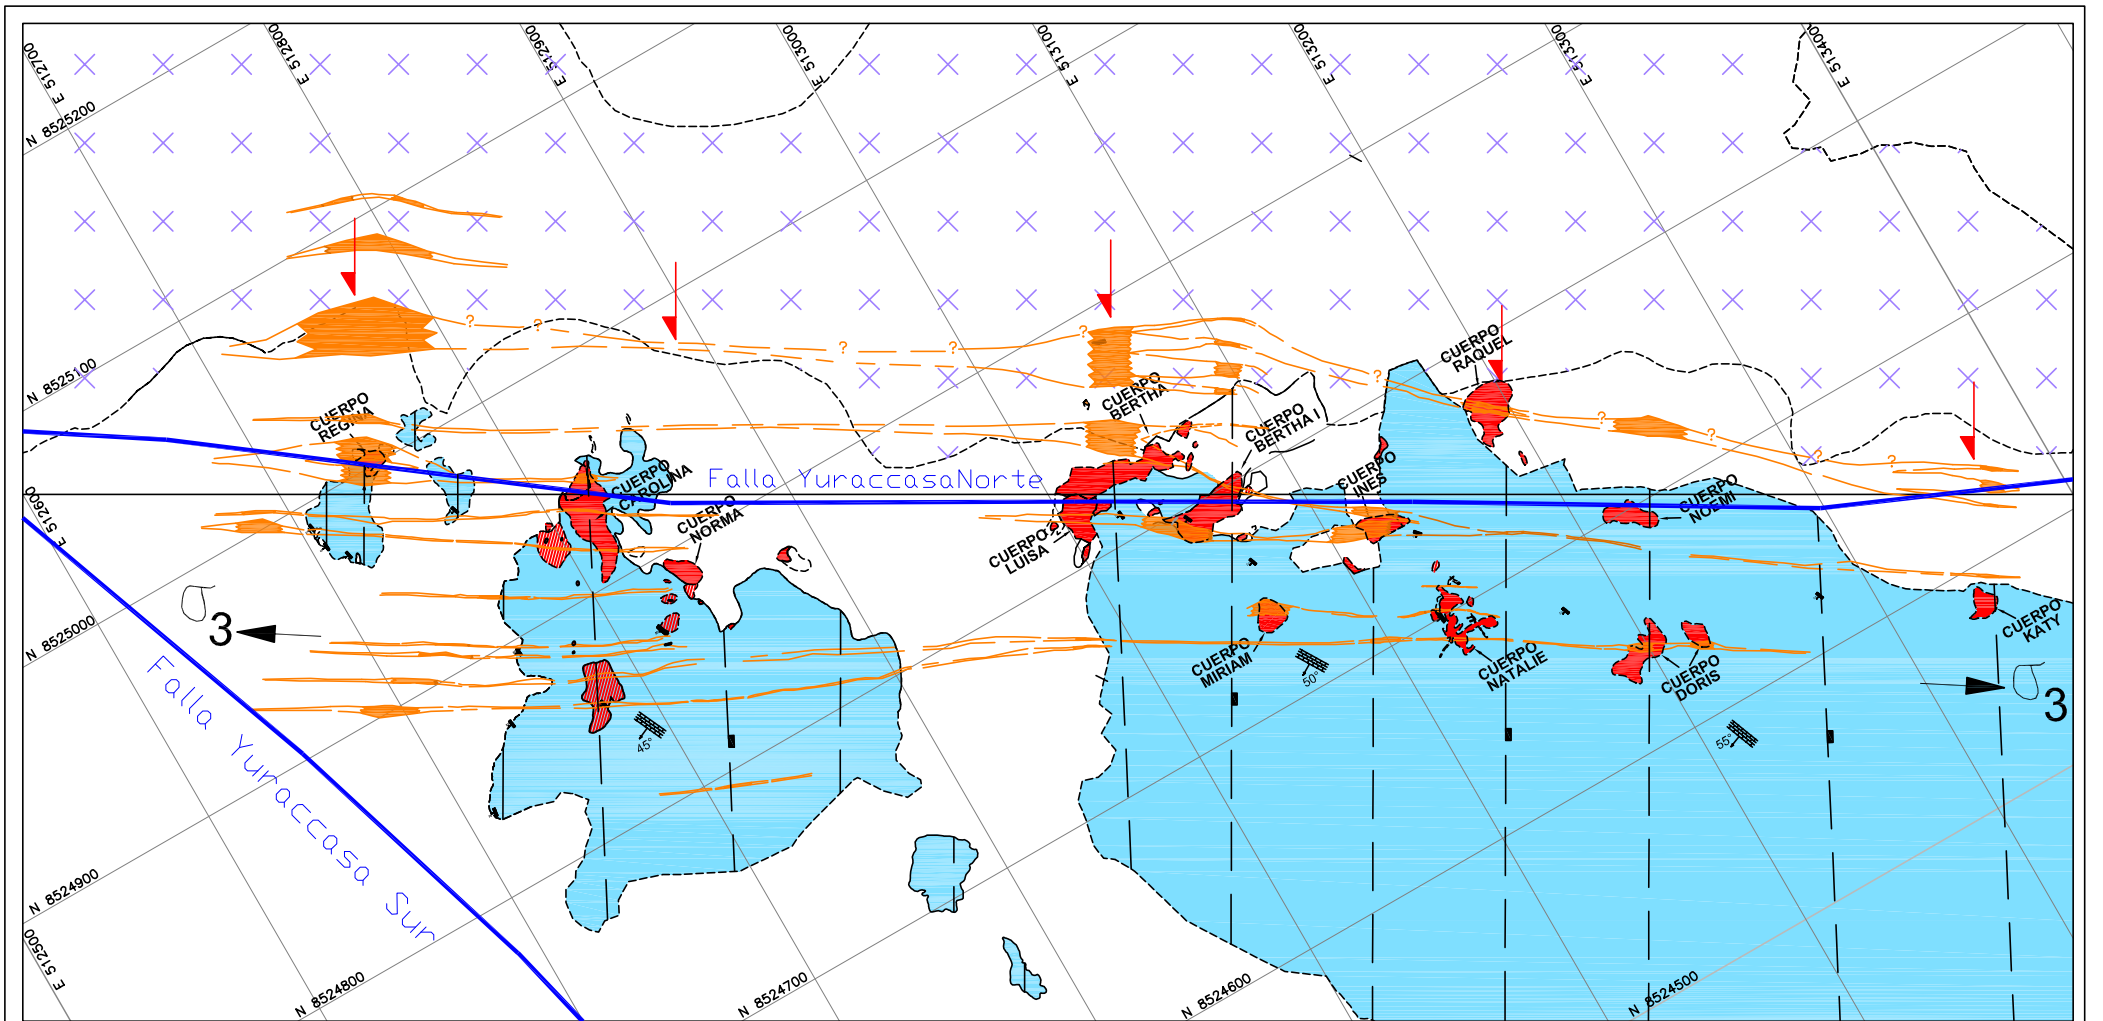 E 512700
E 512800
E 512900
E 513000
E 513100
E 513200
E 513300
E 513400
N 8525200
N 8525100
?
?
?
?
?
?
?
?
?
?
CUERPO
RAQUEL
CUERPO
BERTHA
CUERPO
BERTHA I
CUERPO
REGINA
CUERPO
CAROLINA
CUERPO
NORMA
Falla YuraccasaNorte
CUERPO
INES
CUERPO
NOEMI
CUERPO
LUISA
?
E 512600
N 8525000
σ
3
CUERPO
MIRIAM
50°
CUERPO
NATALIE
CUERPO
DORIS
CUERPO
KATY
σ
3
45°
55°
Falla Yuraccasa Sur
N 8524900
E 512500
N 8524800
N 8524700
N 8524600
N 8524500